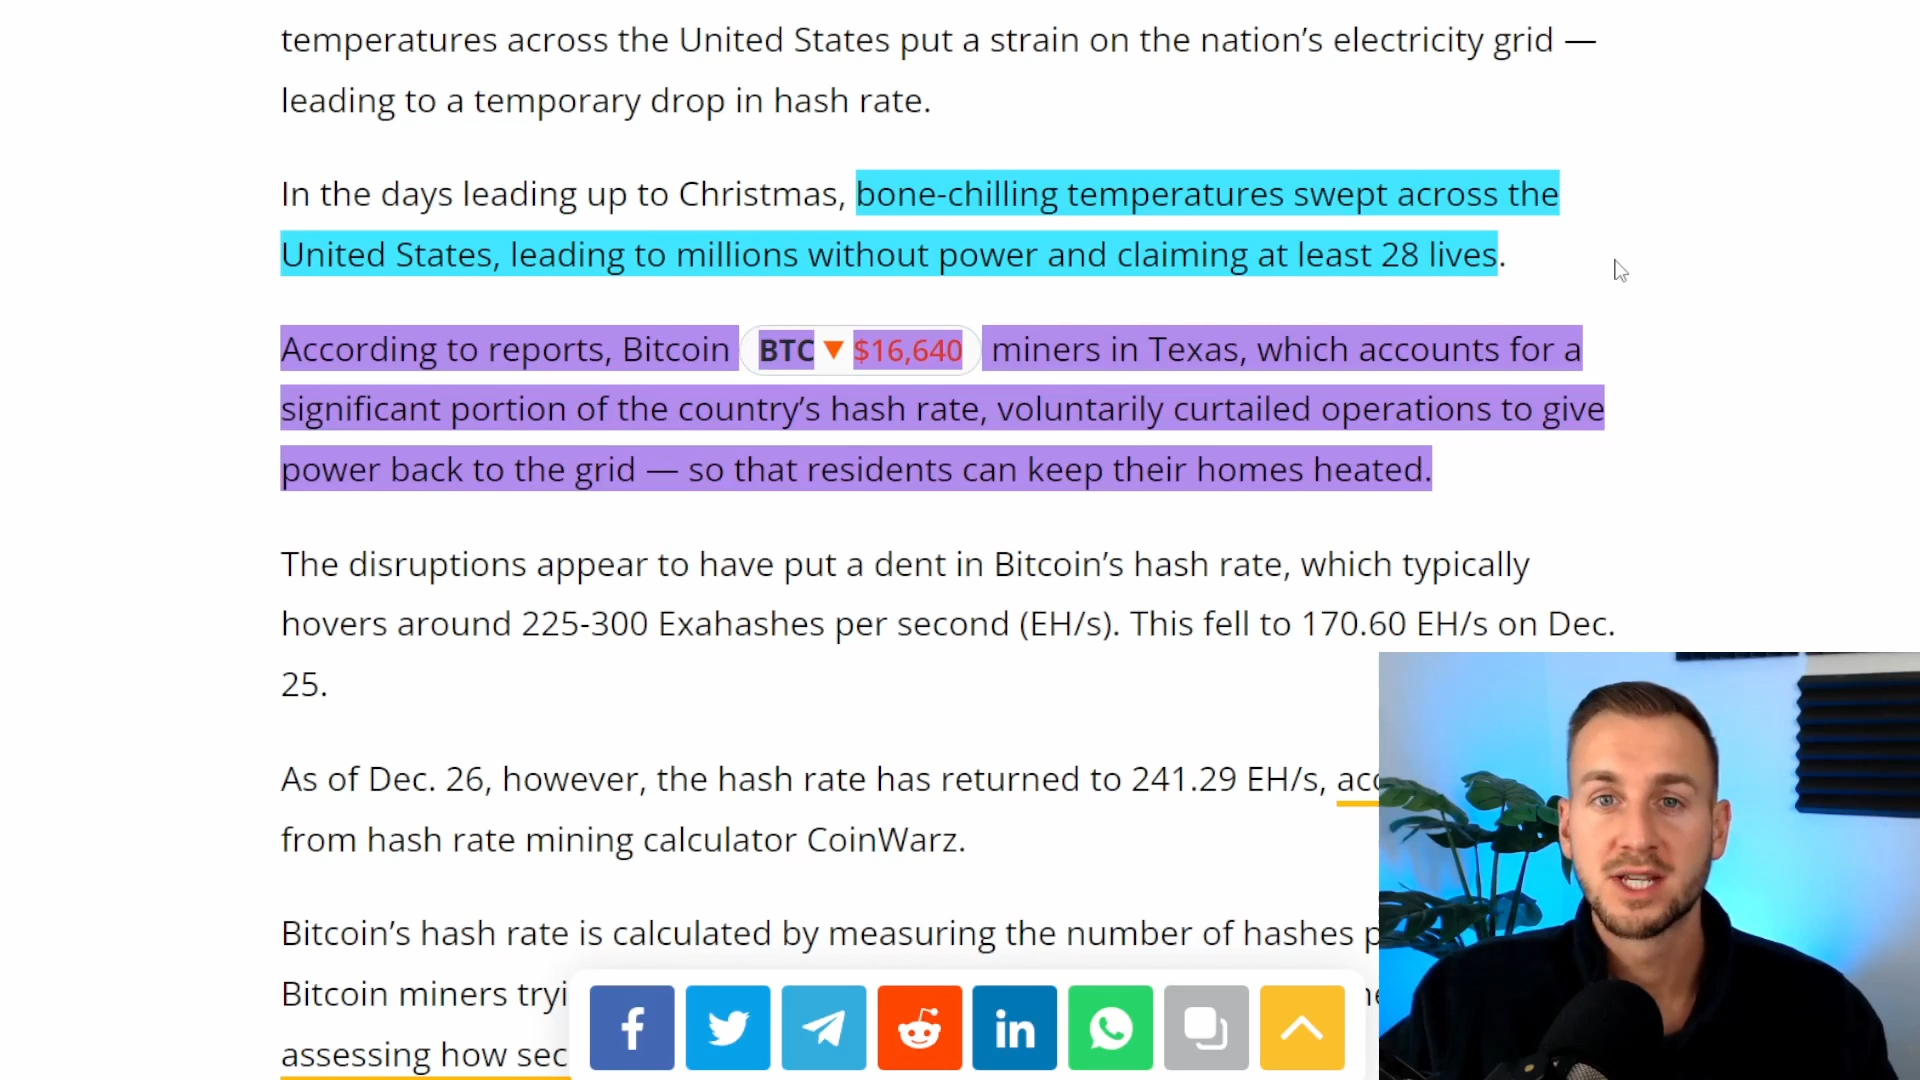 temperatures across the United States put a strain on the nation’s electricity grid —
leading to a temporary drop in hash rate.
In the days leading up to Christmas, bone-chilling temperatures swept across the
United States, leading to millions without power and claiming at least 28 lives.
According to reports, Bitcoin BTC ▼ $16,640 miners in Texas, which accounts for a
significant portion of the country’s hash rate, voluntarily curtailed operations to give
power back to the grid — so that residents can keep their homes heated.
The disruptions appear to have put a dent in Bitcoin’s hash rate, which typically
hovers around 225-300 Exahashes per second (EH/s). This fell to 170.60 EH/s on Dec.
25.
As of Dec. 26, however, the hash rate has returned to 241.29 EH/s,
from hash rate mining calculator CoinWarz.
Bitcoin’s hash rate is calculated by measuring the number of hashes
Bitcoin miners
assessing how